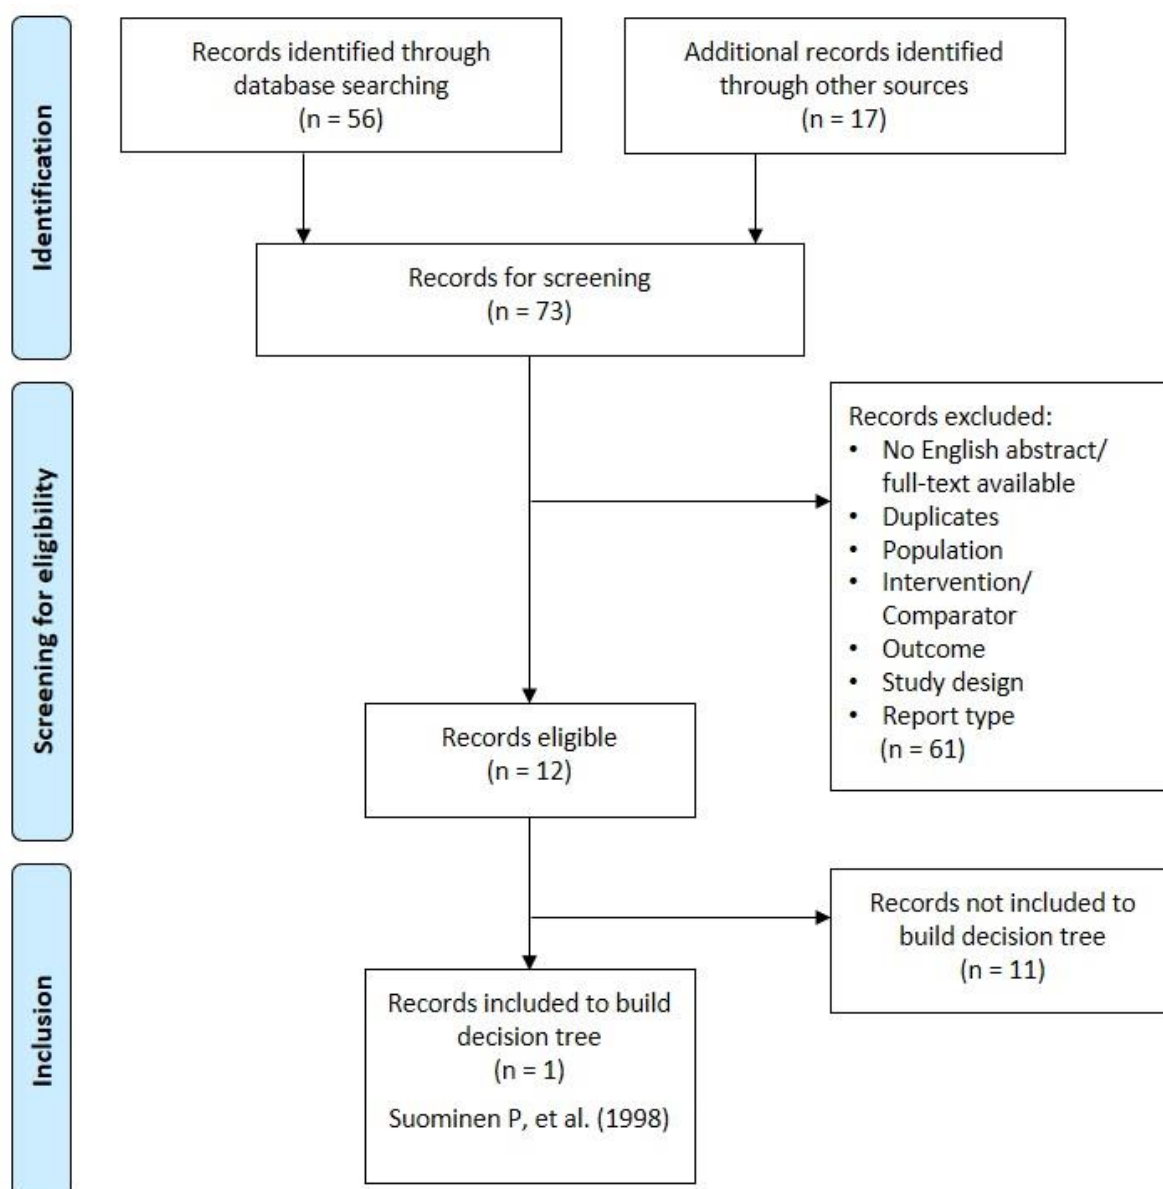 Identification
Records identified through
database searching
(n = 56)
Additional records identified
through other sources
(n = 17)
Records for screening
(n = 73)
Screening for eligibility
Records excluded:
• No English abstract/
full-text available
• Duplicates
• Population
• Intervention/
Comparator
• Outcome
• Study design
• Report type
(n = 61)
Records eligible
(n = 12)
Inclusion
Records not included to
build decision tree
(n = 11)
Records included to build
decision tree
(n = 1)
Suominen P, et al. (1998)